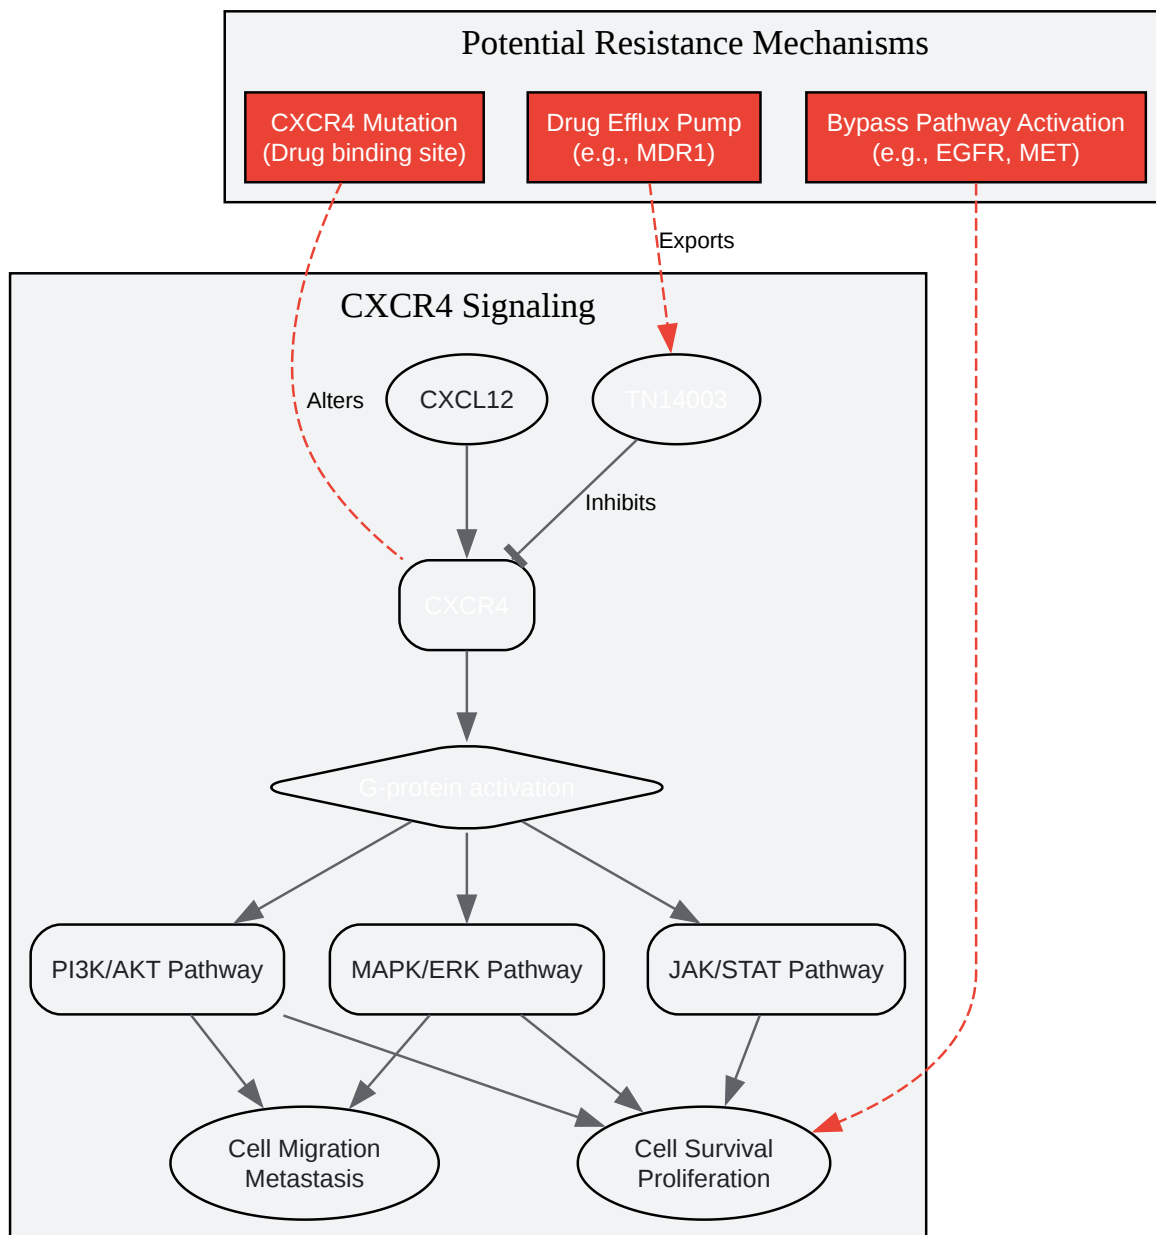 Potential Resistance Mechanisms
CXCR4 Mutation
(Drug binding site)
Drug Efflux Pump
(e.g., MDR1)
Bypass Pathway Activation
(e.g., EGFR, MET)
Exports
CXCR4 Signaling
Alters
CXCL12
TN14003
Inhibits
CXCR4
G-protein activation
PI3K/AKT Pathway
MAPK/ERK Pathway
JAK/STAT Pathway
Cell Migration
Metastasis
Cell Survival
Proliferation